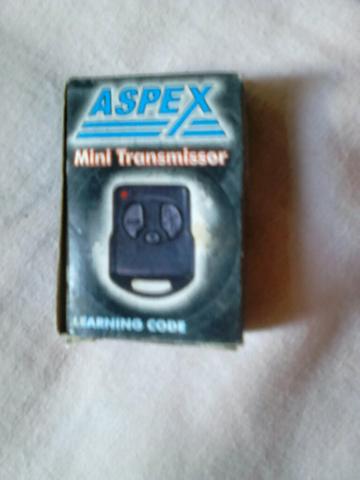 ASPEX
Mini Transmissor
LEARNING CODE